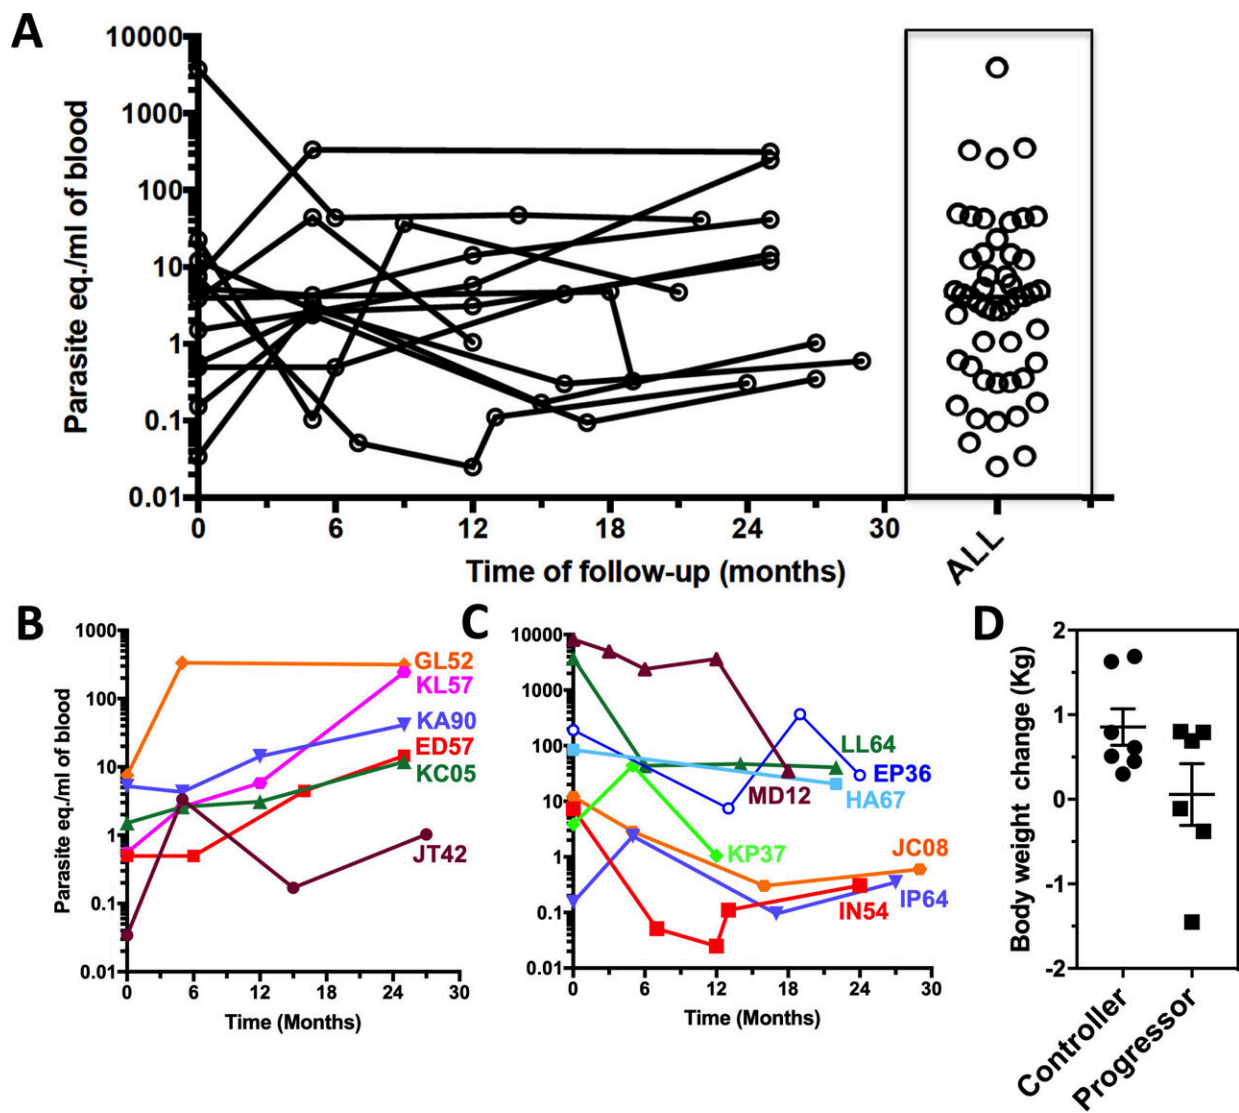 A
Parasite eq./ml of blood
10000
1000
100
10
1
0.1
0.01
0
6
12
18
24
30
Time of follow-up (months)
ALL
B
Parasite eq./ml of blood
1000
100
10
1
0.1
0.01
0
6
12
18
24
30
Time (Months)
GL52
KL57
KA90
ED57
KC05
JT42
C
10000
1000
100
10
1
0.1
0.01
0
6
12
18
24
30
Time (Months)
LL64
EP36
HA67
MD12
KP37
JC08
IP64
IN54
D
Body weight change (Kg)
2
1
0
-1
-2
Controller
Progressor